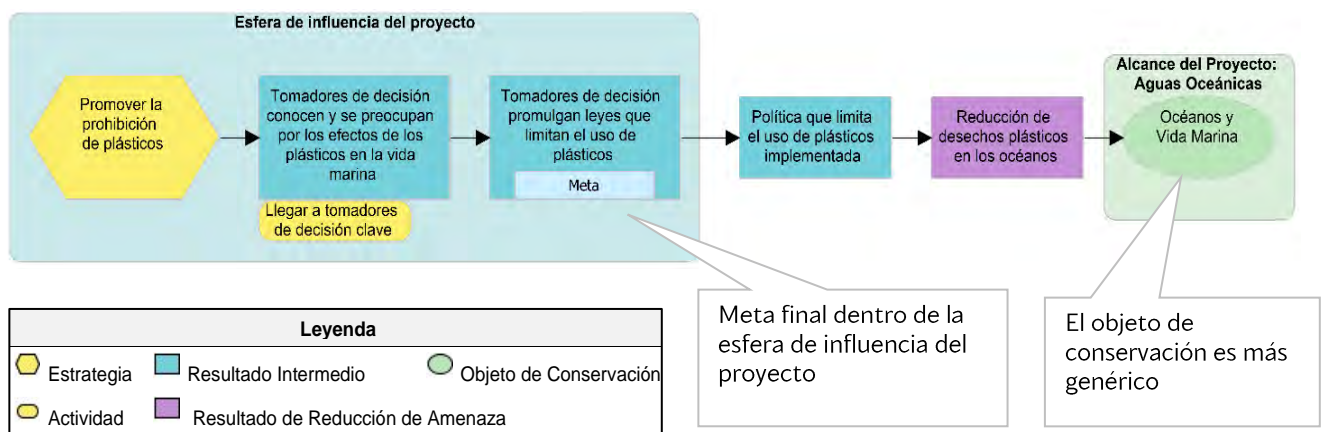 Esfera de influencia del proyecto
Promover la
prohibición
de plásticos
Tomadores de decisión
conocen y se preocupan
por los efectos de los
plásticos en la vida
marina
Llegar a tomadores
de decisión clave
Tomadores de decisión
promulgan leyes que
limitan el uso de
plásticos
Meta
Política que limita
el uso de plásticos
implementada
Reducción de
desechos plásticos
en los océanos
Alcance del Proyecto:
Aguas Oceánicas
Océanos y
Vida Marina
Meta final dentro de la
esfera de influencia del
proyecto
El objeto de
conservación es más
genérico
Leyenda
Estrategia
Resultado Intermedio
Objeto de Conservación
Actividad
Resultado de Reducción de Amenaza